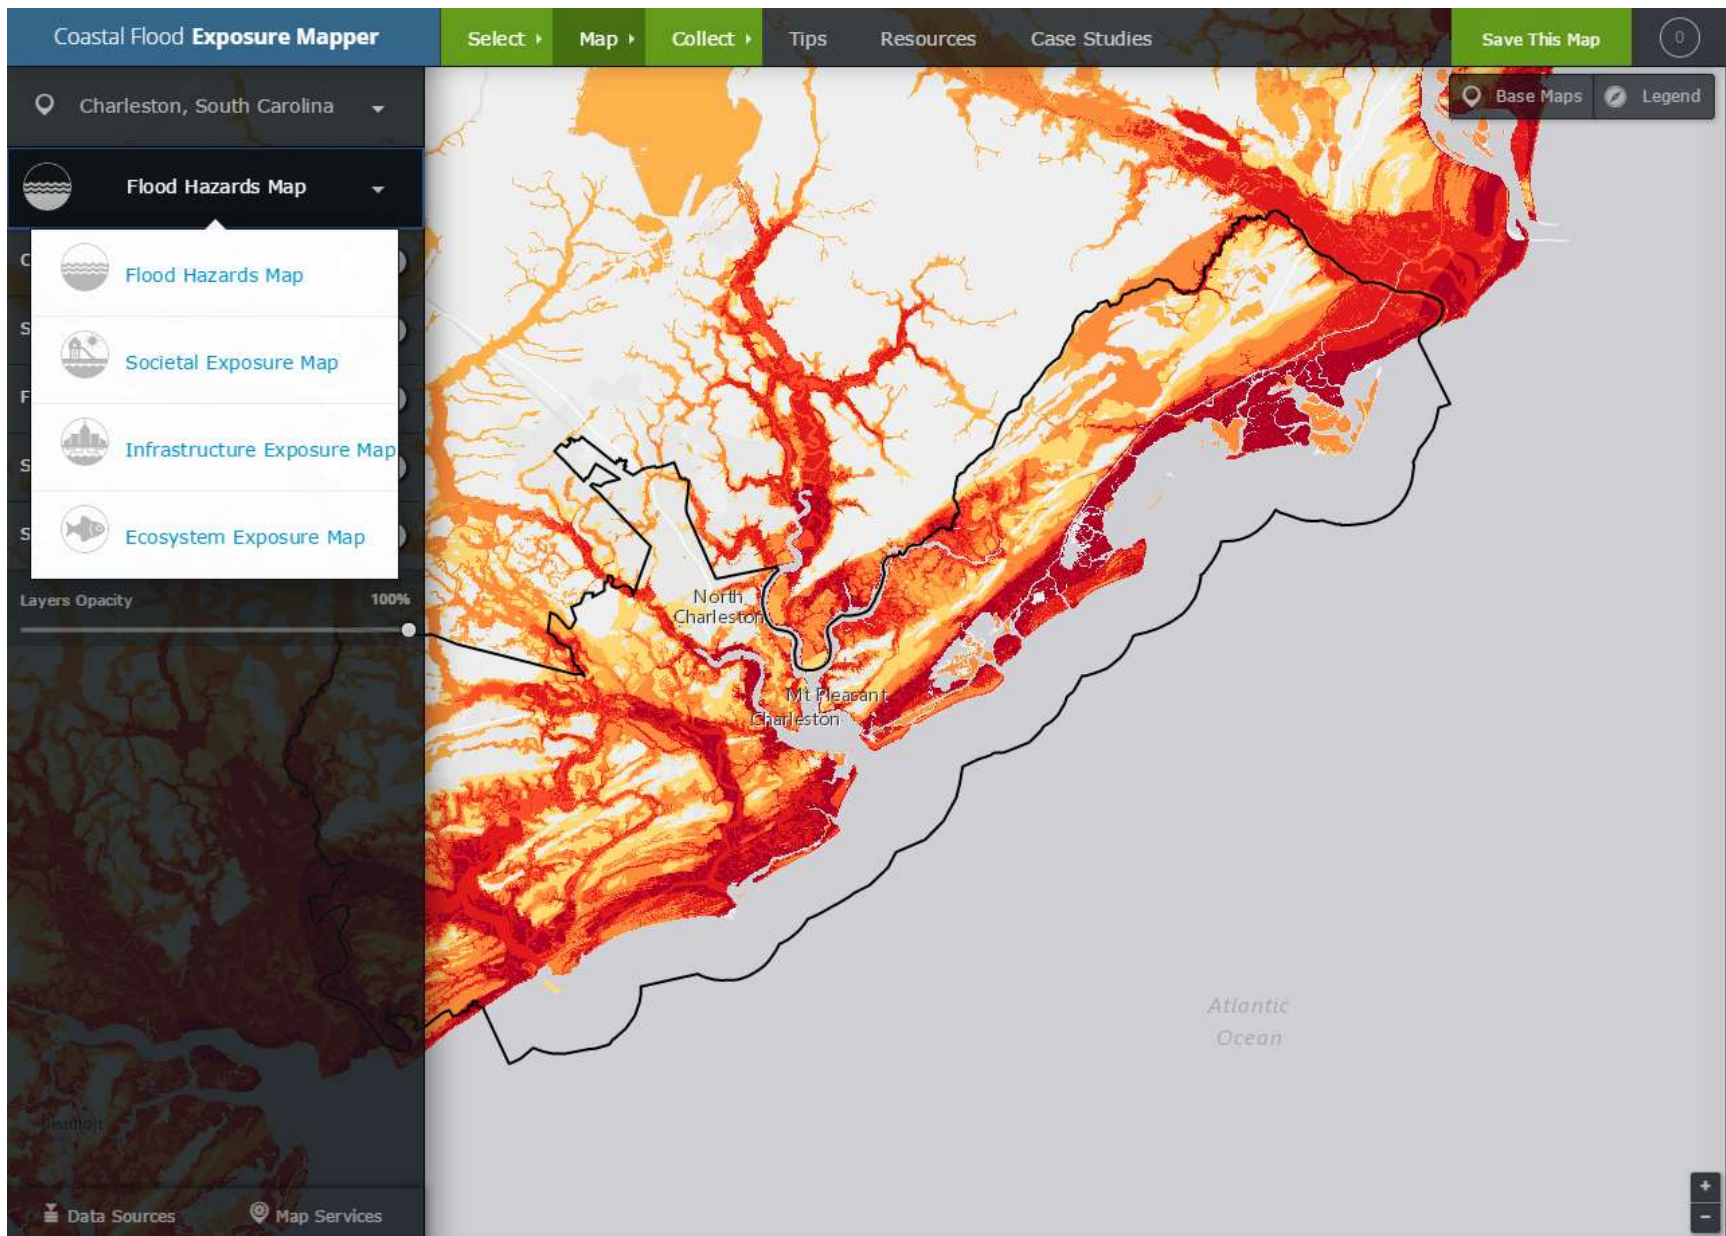 Coastal Flood Exposure Mapper
Select
Map
Collect
Tips
Resources
Case Studies
Save This Map
0
Charleston, South Carolina
Base Maps
Legend
Flood Hazards Map
C
Flood Hazards Map
S
Societal Exposure Map
F
Infrastructure Exposure Map
S
S
Ecosystem Exposure Map
Layers Opacity
100%
North
Charleston
Mt Pleasant
Charleston
Atlantic
Ocean
Data Sources
Map Services
+
-